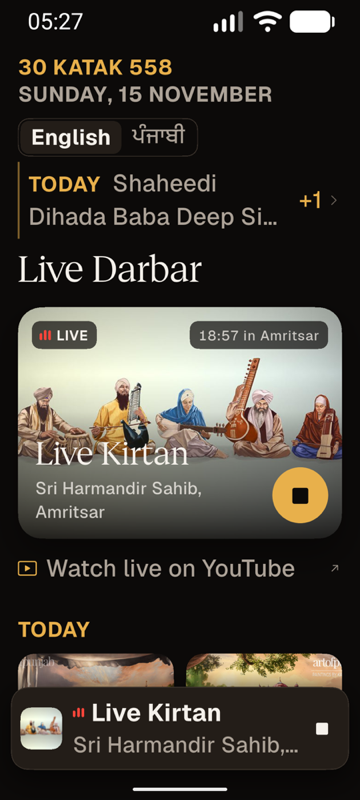 05:27
30 KATAK 558
SUNDAY, 15 NOVEMBER
English ਪੰਜਾਬੀ
TODAY Shaheedi
Dihada Baba Deep Si...
+1
Live Darbar
LIVE
18:57 in Amritsar
Live Kirtan
Sri Harmandir Sahib,
Amritsar
Watch live on YouTube
TODAY
Live Kirtan
Sri Harmandir Sahib,...